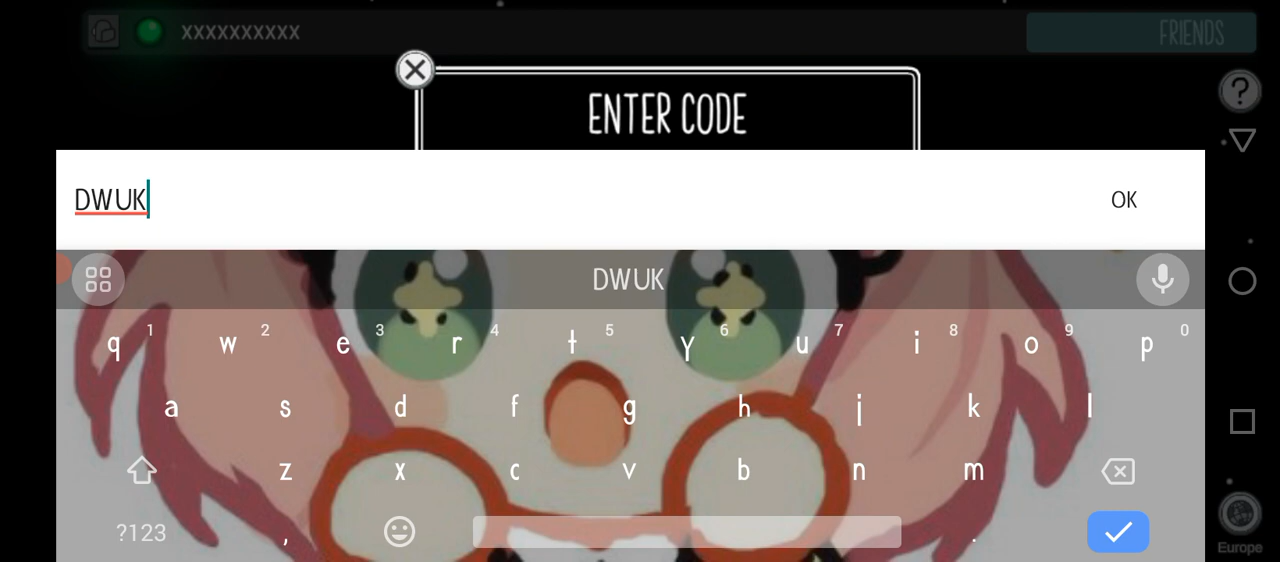 XXXXXXXXXX
FRIENDS
ENTER CODE
?
DWUK
OK
DWUK
q 1 w 2 e 3 r 4 t 5 y 6 u 7 i 8 o 9 p 0
a s d f g h j k l
z x c v b n m
?123 , .
Europe